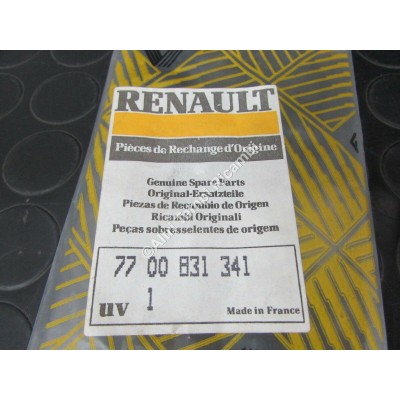 RENAULT
Pièces de Rechange d'Origine
Genuine Spare Parts
Original-Ersatzteile
Piezas de Recambio de Origen
Ricambi Originali
Peças sobresselentes de origem
77 00 831 341
UV 1
Made in France